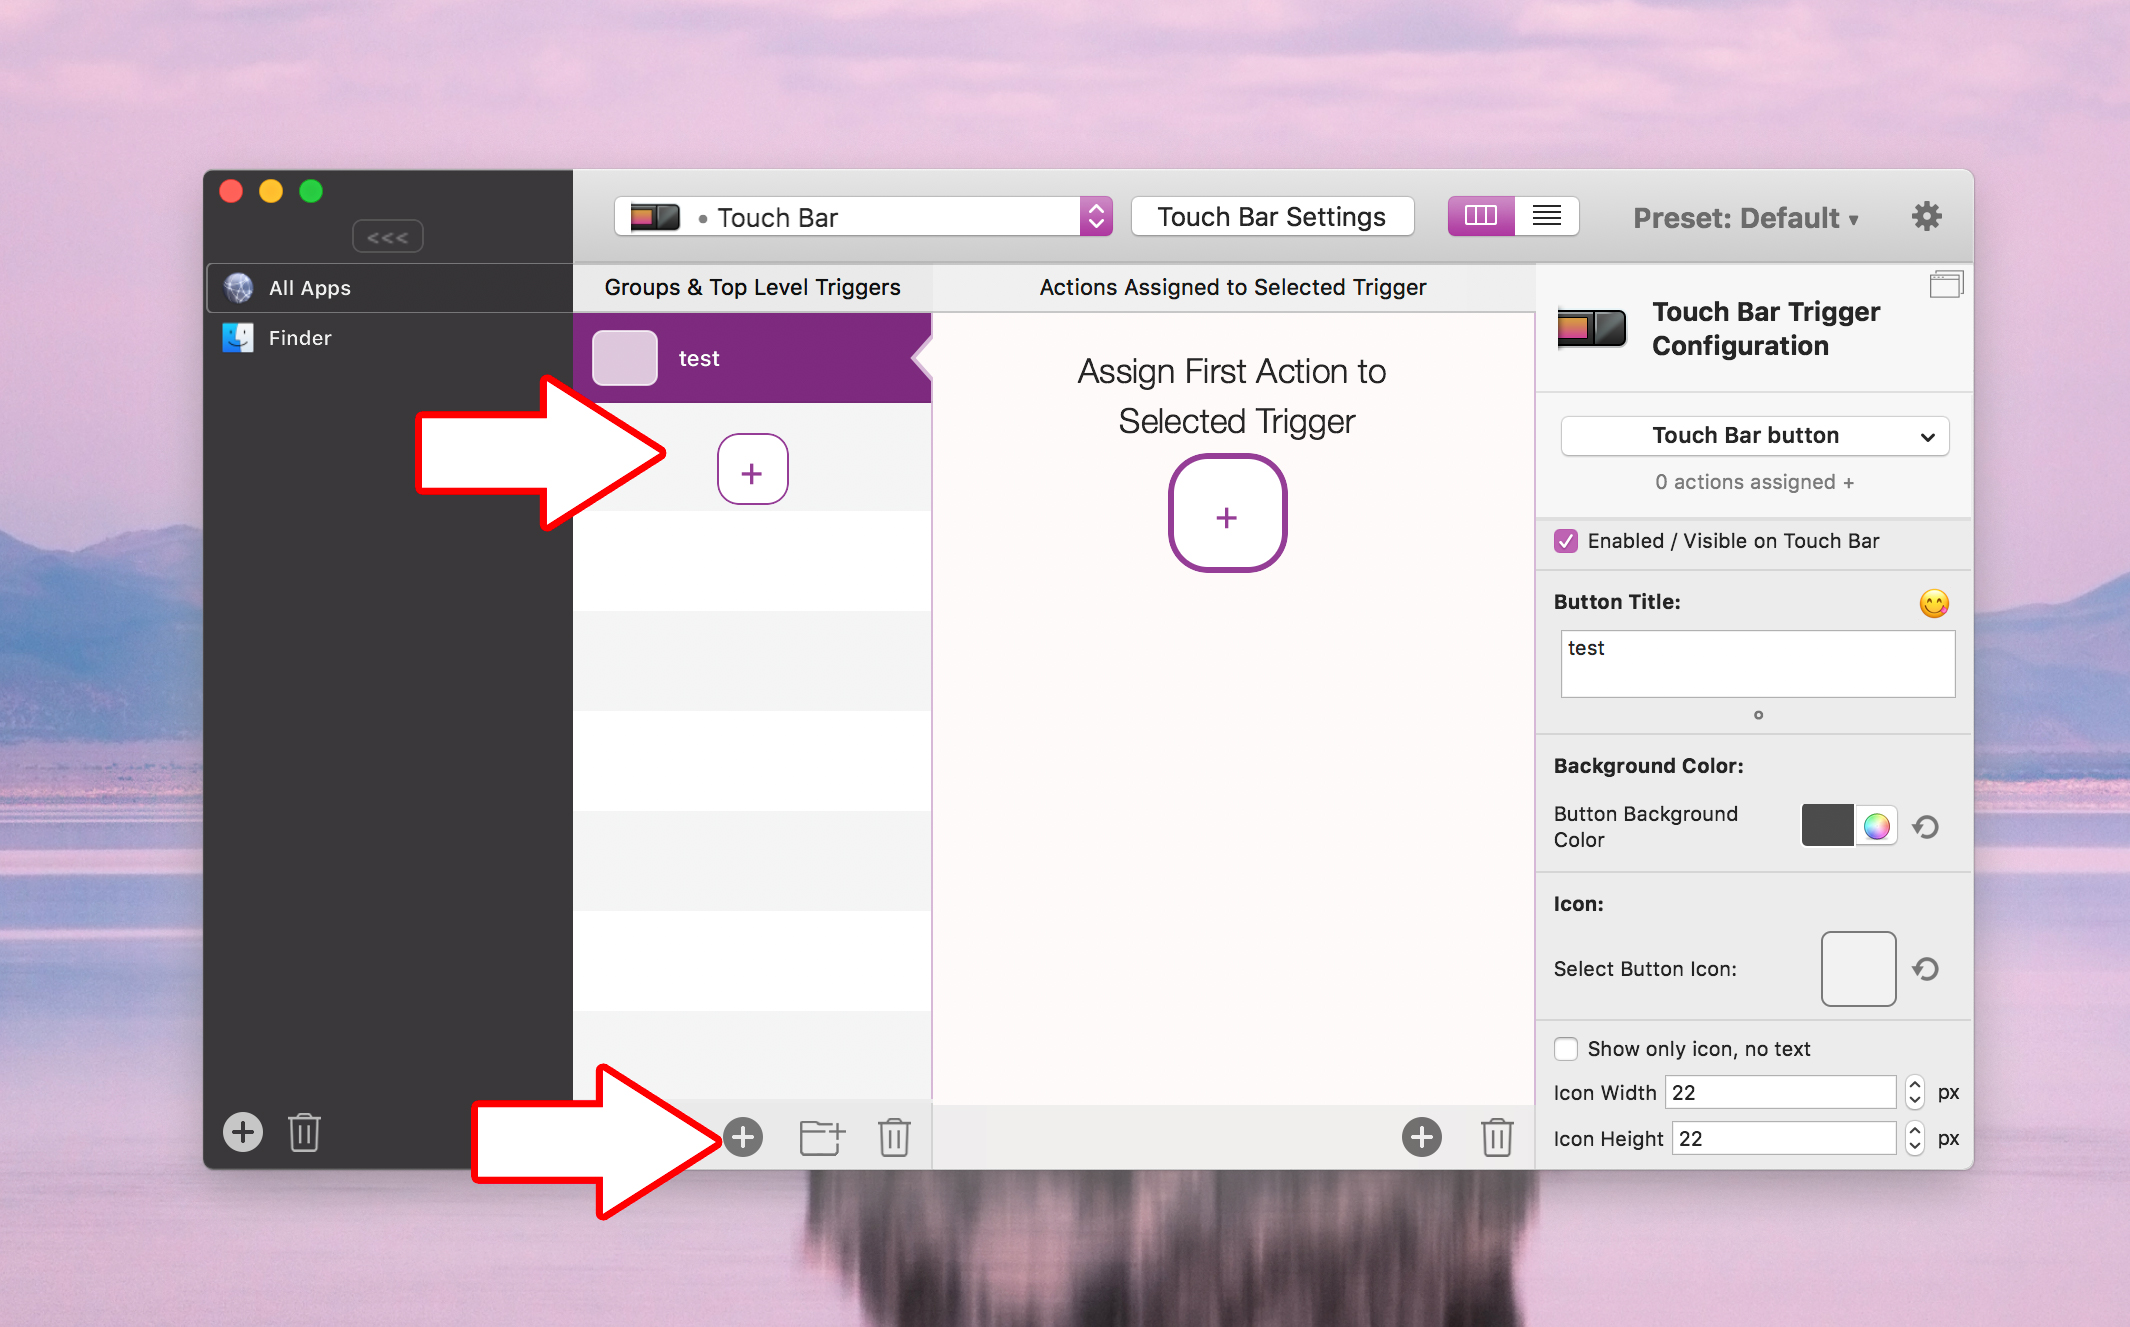 <<<
All Apps
Finder
• Touch Bar
Touch Bar Settings
Preset: Default ▾
Groups & Top Level Triggers
test
+
Actions Assigned to Selected Trigger
Assign First Action to
Selected Trigger
+
Touch Bar Trigger
Configuration
Touch Bar button
0 actions assigned +
Enabled / Visible on Touch Bar
Button Title:
test
Background Color:
Button Background
Color
Icon:
Select Button Icon:
Show only icon, no text
Icon Width 22 px
Icon Height 22 px